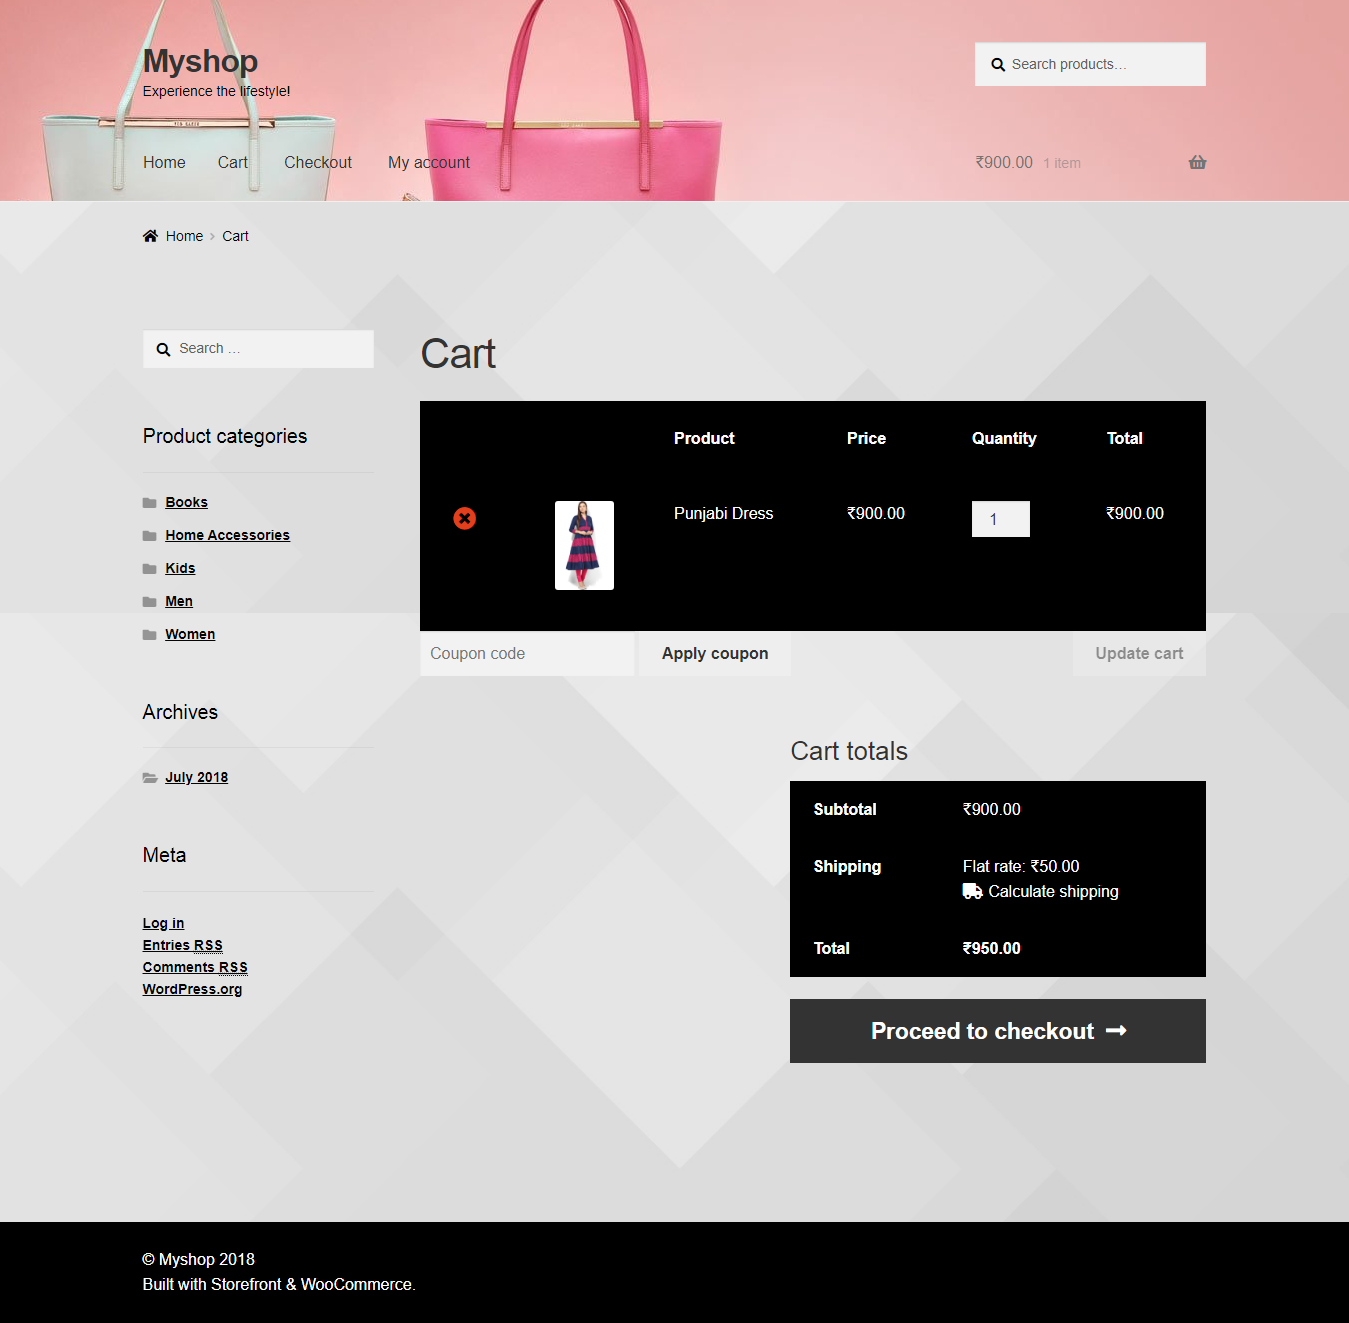 Myshop
Experience the lifestyle!
Search products…
Home Cart Checkout My account
₹900.00 1 item
Home › Cart
Search …
Product categories
Books
Home Accessories
Kids
Men
Women
Archives
July 2018
Meta
Log in
Entries RSS
Comments RSS
WordPress.org
Cart
Product Price Quantity Total
Punjabi Dress ₹900.00 1 ₹900.00
Coupon code Apply coupon Update cart
Cart totals
Subtotal ₹900.00
Shipping Flat rate: ₹50.00
Calculate shipping
Total ₹950.00
Proceed to checkout
© Myshop 2018
Built with Storefront & WooCommerce.